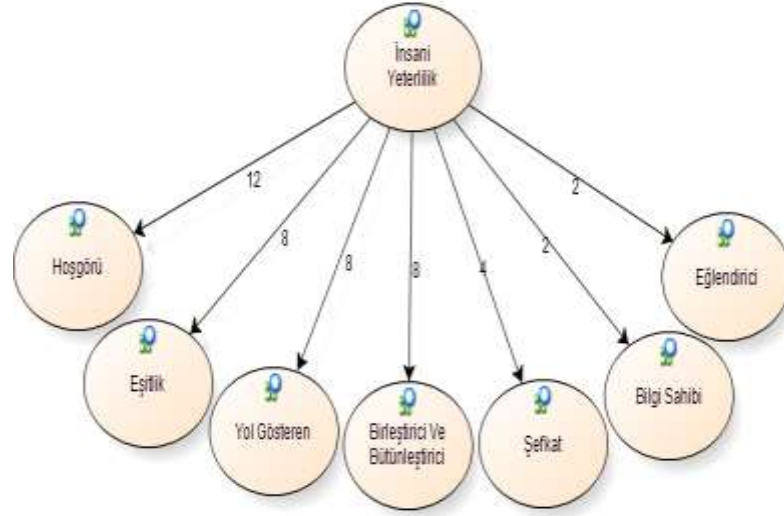 İnsani
Yeterlilik
12
8
8
8
4
2
2
Hoşgörü
Eşitlik
Yol Gösteren
Birleştirici Ve
Bütünleştirici
Şefkat
Bilgi Sahibi
Eğlendirici